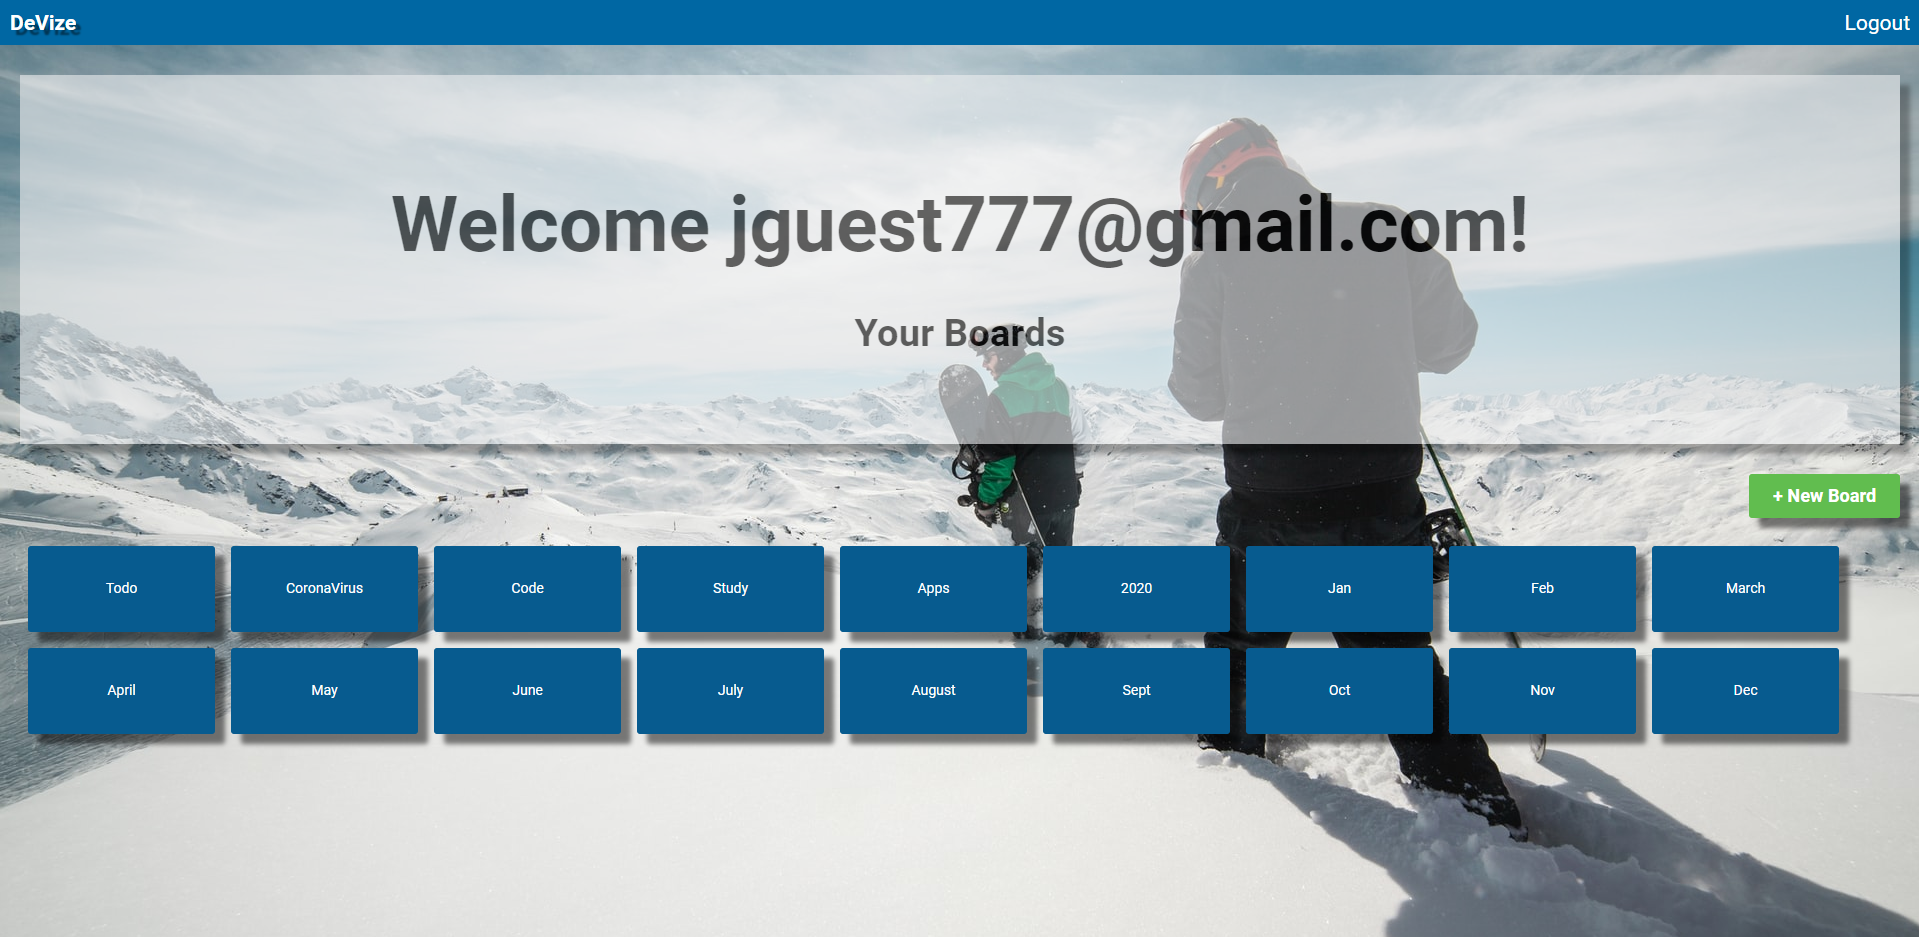 DeVize Logout
Welcome jguest777@gmail.com!
Your Boards
+ New Board
Todo CoronaVirus Code Study Apps 2020 Jan Feb March
April May June July August Sept Oct Nov Dec